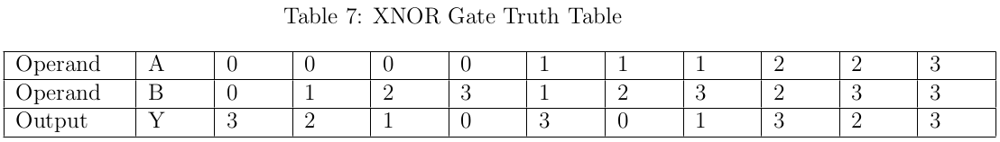 Table 7: XNOR Gate Truth Table
Operand A 0 0 0 0 1 1 1 2 2 3
Operand B 0 1 2 3 1 2 3 2 3 3
Output Y 3 2 1 0 3 0 1 3 2 3